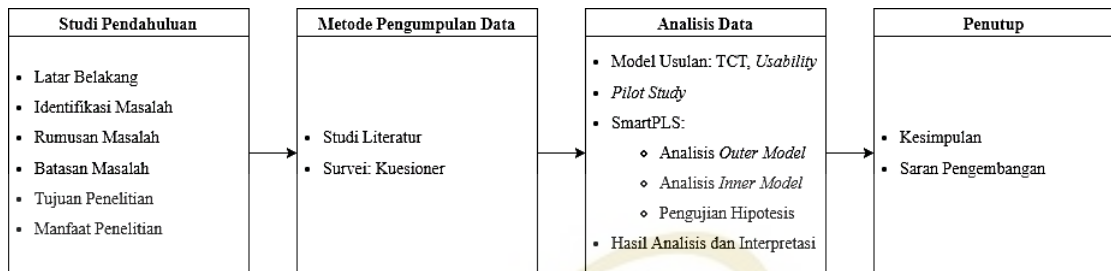 Studi Pendahuluan
Latar Belakang
Identifikasi Masalah
Rumusan Masalah
Batasan Masalah
Tujuan Penelitian
Manfaat Penelitian
Metode Pengumpulan Data
Studi Literatur
Survei: Kuesioner
Analisis Data
Model Usulan: TCT, Usability
Pilot Study
SmartPLS:
Analisis Outer Model
Analisis Inner Model
Pengujian Hipotesis
Hasil Analisis dan Interpretasi
Penutup
Kesimpulan
Saran Pengembangan